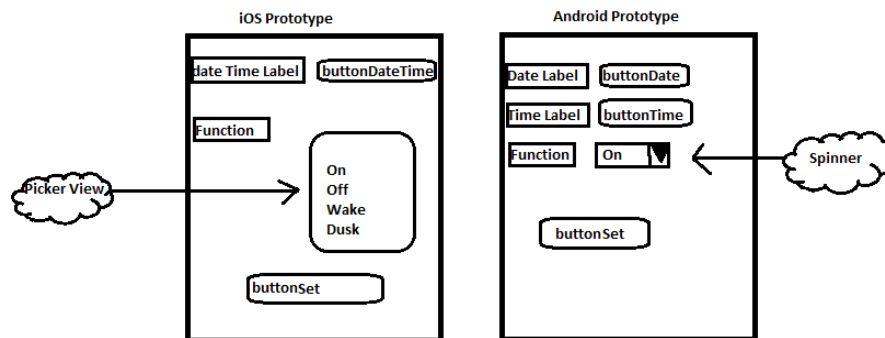 iOS Prototype
date Time Label
buttonDateTime
Function
On
Off
Wake
Dusk
Picker View
buttonSet
Android Prototype
Date Label
buttonDate
Time Label
buttonTime
Function
On
Spinner
buttonSet